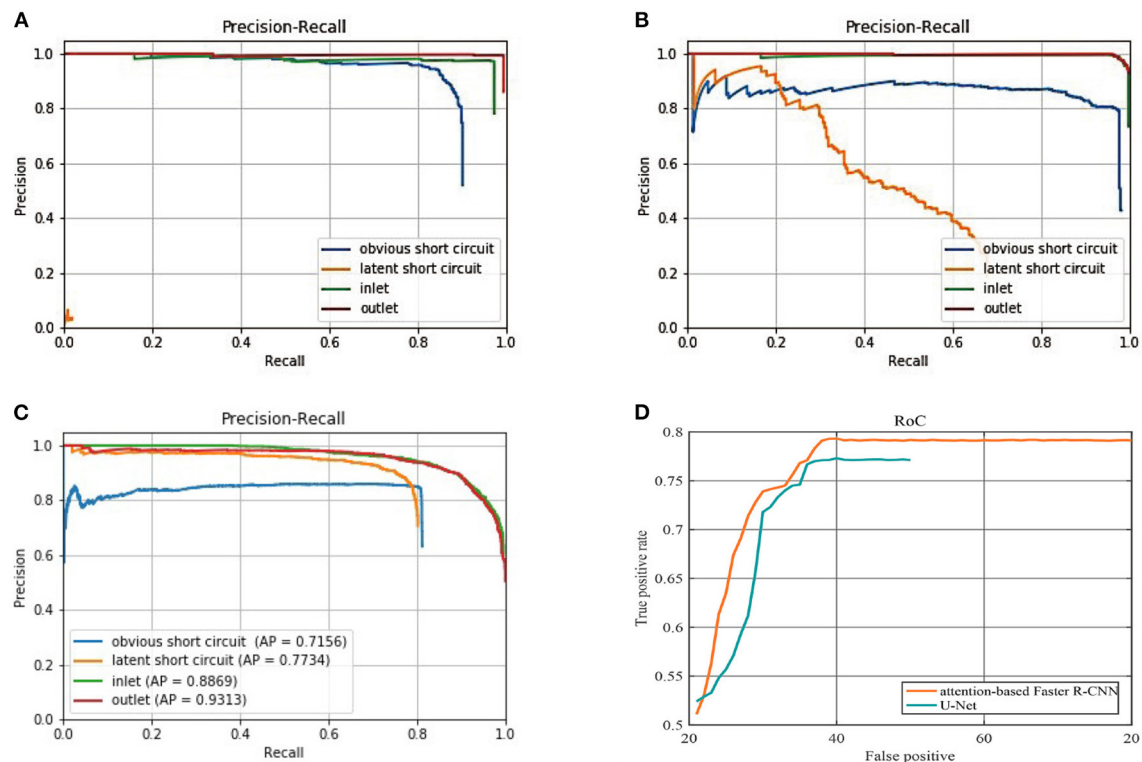 A
Precision-Recall
1.0
0.8
0.6
0.4
0.2
0.0
Precision
obvious short circuit
latent short circuit
inlet
outlet
0.0 0.2 0.4 0.6 0.8 1.0
Recall
B
Precision-Recall
1.0
0.8
0.6
0.4
0.2
0.0
Precision
obvious short circuit
latent short circuit
inlet
outlet
0.0 0.2 0.4 0.6 0.8 1.0
Recall
C
Precision-Recall
1.0
0.8
0.6
0.4
0.2
0.0
Precision
obvious short circuit (AP = 0.7156)
latent short circuit (AP = 0.7734)
inlet (AP = 0.8869)
outlet (AP = 0.9313)
0.0 0.2 0.4 0.6 0.8 1.0
Recall
D
RoC
0.8
0.75
0.7
0.65
0.6
0.55
0.5
True positive rate
attention-based Faster R-CNN
U-Net
20 40 60 20
False positive